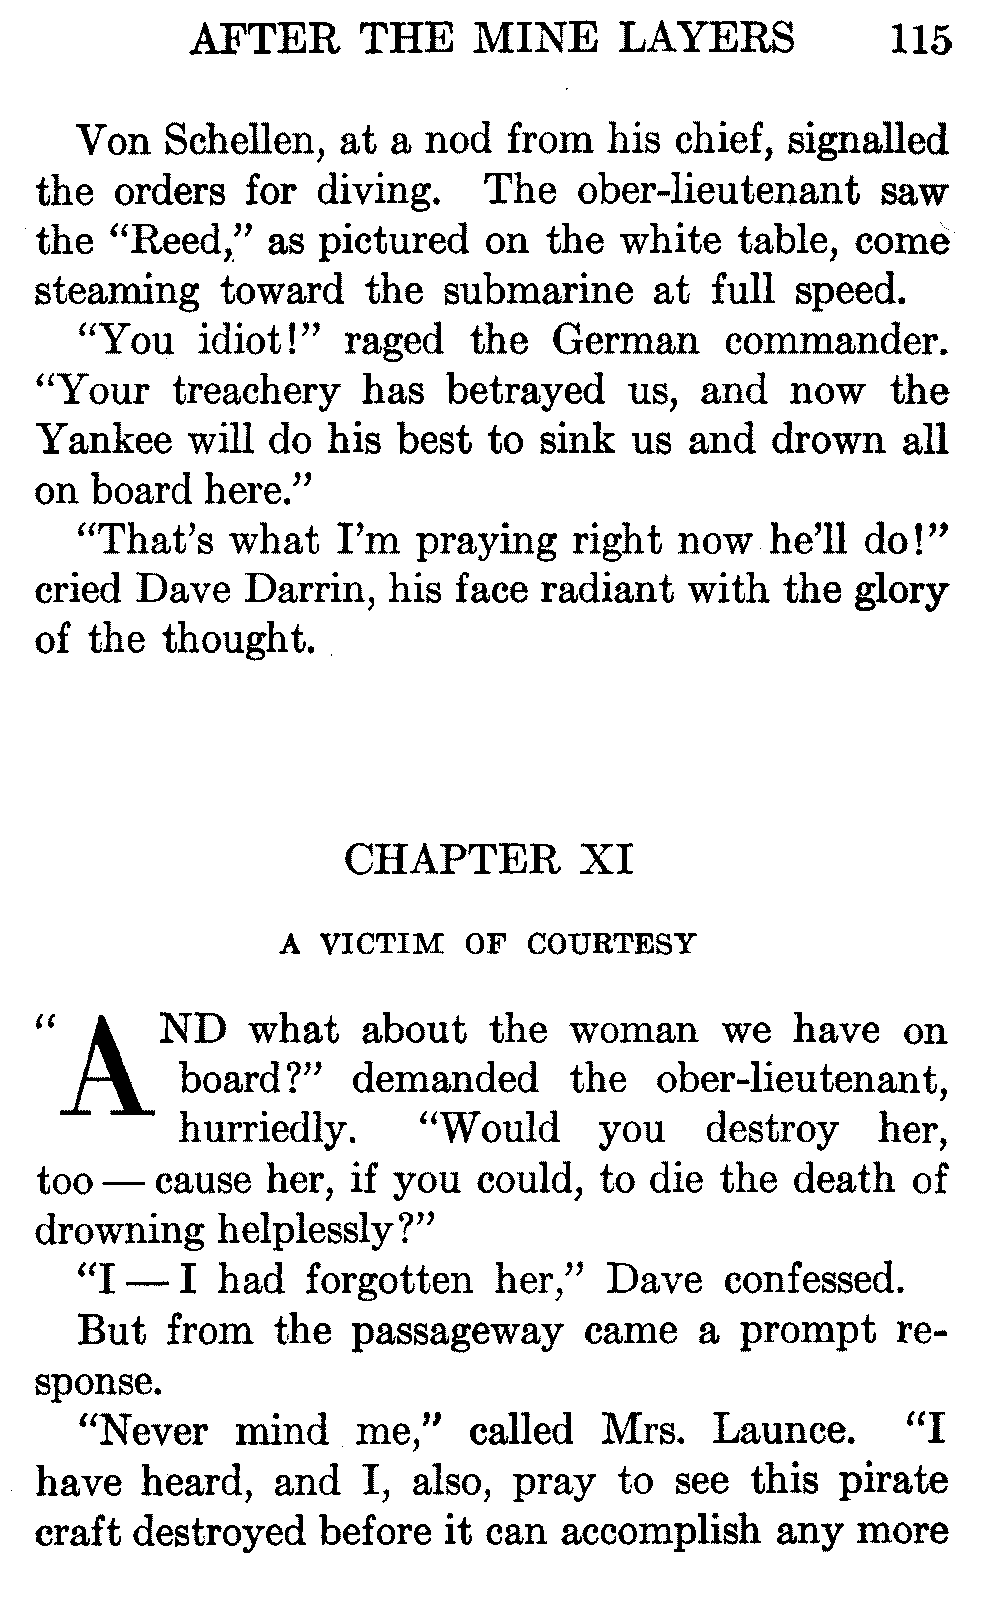 AFTER THE MINE LAYERS 115
Von Schellen, at a nod from his chief, signalled
the orders for diving. The ober-lieutenant saw
the “Reed,” as pictured on the white table, come
steaming toward the submarine at full speed.
“You idiot!” raged the German commander.
“Your treachery has betrayed us, and now the
Yankee will do his best to sink us and drown all
on board here.”
“That’s what I’m praying right now he’ll do!”
cried Dave Darrin, his face radiant with the glory
of the thought.
CHAPTER XI
A VICTIM OF COURTESY
“AND what about the woman we have on
board?” demanded the ober-lieutenant,
hurriedly. “Would you destroy her,
too — cause her, if you could, to die the death of
drowning helplessly?”
“I — I had forgotten her,” Dave confessed.
But from the passageway came a prompt re-
sponse.
“Never mind me,” called Mrs. Launce. “I
have heard, and I, also, pray to see this pirate
craft destroyed before it can accomplish any more